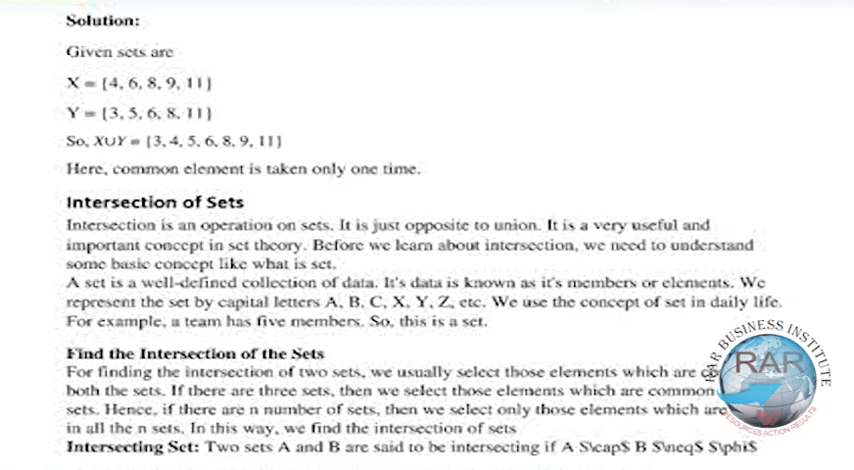 Solution:
Given sets are
X = {4, 6, 8, 9, 11}
Y = {3, 5, 6, 8, 11}
So, X∪Y = {3, 4, 5, 6, 8, 9, 11}
Here, common element is taken only one time.
Intersection of Sets
Intersection is an operation on sets. It is just opposite to union. It is a very useful and
important concept in set theory. Before we learn about intersection, we need to understand
some basic concept like what is set.
A set is a well-defined collection of data. It's data is known as it's members or elements. We
represent the set by capital letters A, B, C, X, Y, Z, etc. We use the concept of set in daily life.
For example, a team has five members. So, this is a set.
Find the Intersection of the Sets
For finding the intersection of two sets, we usually select those elements which are
both the sets. If there are three sets, then we select those elements which are common
sets. Hence, if there are n number of sets, then we select only those elements which are
in all the n sets. In this way, we find the intersection of sets
Intersecting Set: Two sets A and B are said to be intersecting if A $\cap$ B $\neq$ $\phi$
RAR BUSINESS INSTITUTE
RAR
RESOURCES ACTION RESULTS